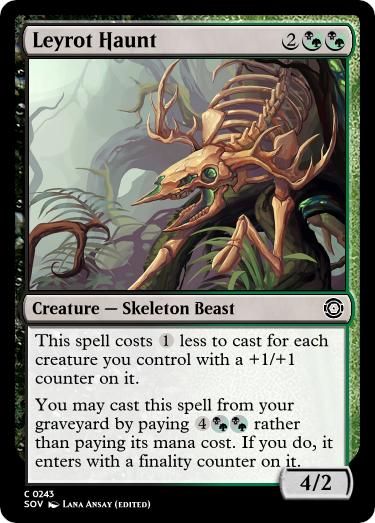 Leyrot Haunt 2
Creature — Skeleton Beast
This spell costs 1 less to cast for each
creature you control with a +1/+1
counter on it.
You may cast this spell from your
graveyard by paying 4 rather
than paying its mana cost. If you do, it
enters with a finality counter on it.
4/2
C 0243
SOV Lana Ansay (edited)